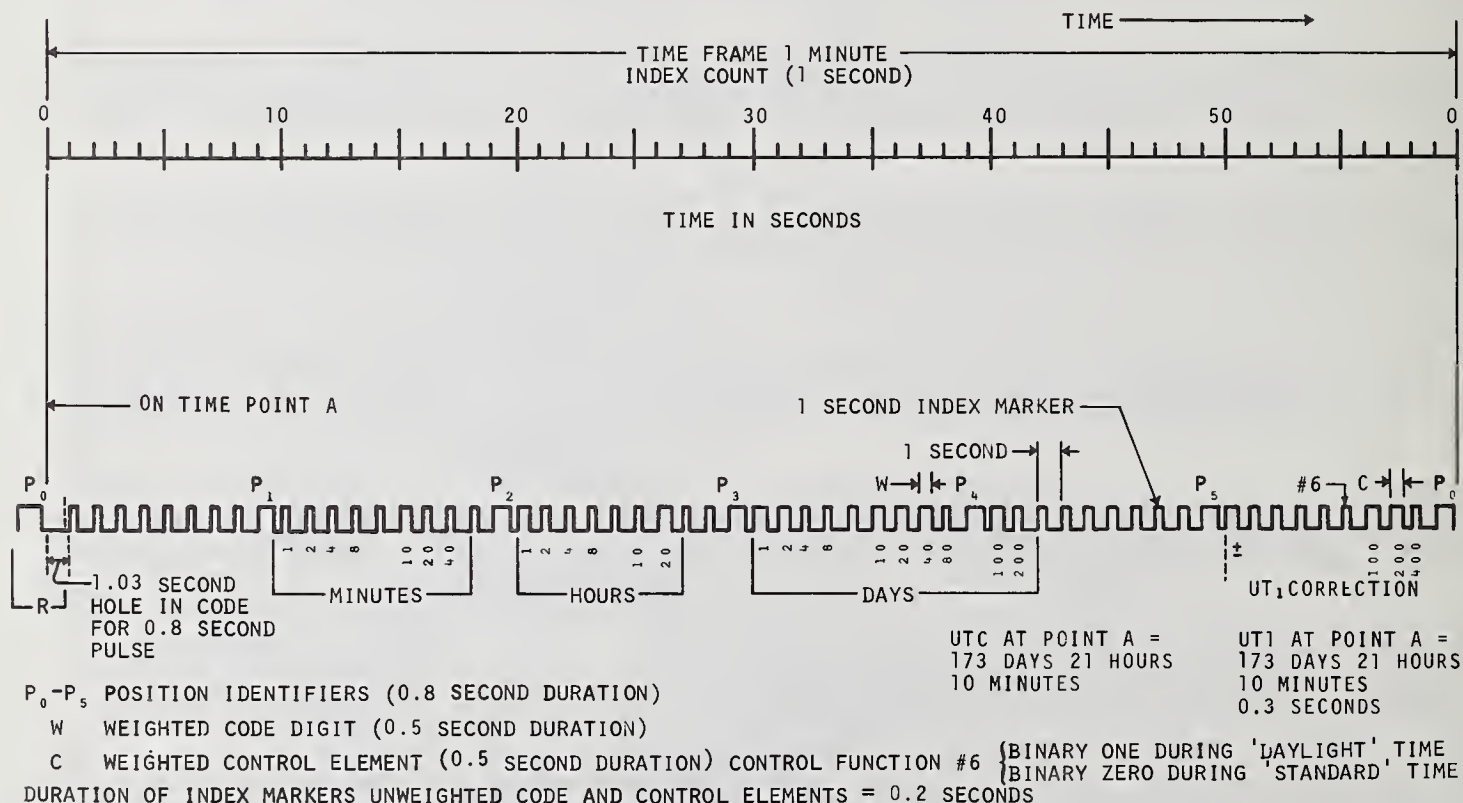 TIME
TIME FRAME 1 MINUTE
INDEX COUNT (1 SECOND)
0 10 20 30 40 50 0
TIME IN SECONDS
ON TIME POINT A
1 SECOND INDEX MARKER
1 SECOND
P₀ P₁ P₂ P₃ W P₄ P₅ #6 C P₀
1 2 4 8 10 20 40 1 2 4 8 10 20 1 2 4 8 10 20 40 80 100 200 ± 100 200 400
R
1.03 SECOND
HOLE IN CODE
FOR 0.8 SECOND
PULSE
MINUTES
HOURS
DAYS
UT₁ CORRECTION
UTC AT POINT A =
173 DAYS 21 HOURS
10 MINUTES
UT1 AT POINT A =
173 DAYS 21 HOURS
10 MINUTES
0.3 SECONDS
P₀-P₅ POSITION IDENTIFIERS (0.8 SECOND DURATION)
W WEIGHTED CODE DIGIT (0.5 SECOND DURATION)
C WEIGHTED CONTROL ELEMENT (0.5 SECOND DURATION) CONTROL FUNCTION #6 {BINARY ONE DURING 'DAYLIGHT' TIME
BINARY ZERO DURING 'STANDARD' TIME
DURATION OF INDEX MARKERS UNWEIGHTED CODE AND CONTROL ELEMENTS = 0.2 SECONDS